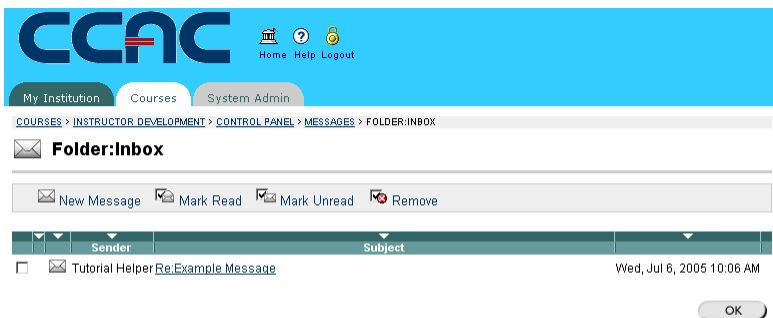 CCAC
Home Help Logout
My Institution Courses System Admin
COURSES > INSTRUCTOR DEVELOPMENT > CONTROL PANEL > MESSAGES > FOLDER:INBOX
Folder:Inbox
New Message Mark Read Mark Unread Remove
Sender Subject
Tutorial Helper Re:Example Message Wed, Jul 6, 2005 10:06 AM
OK